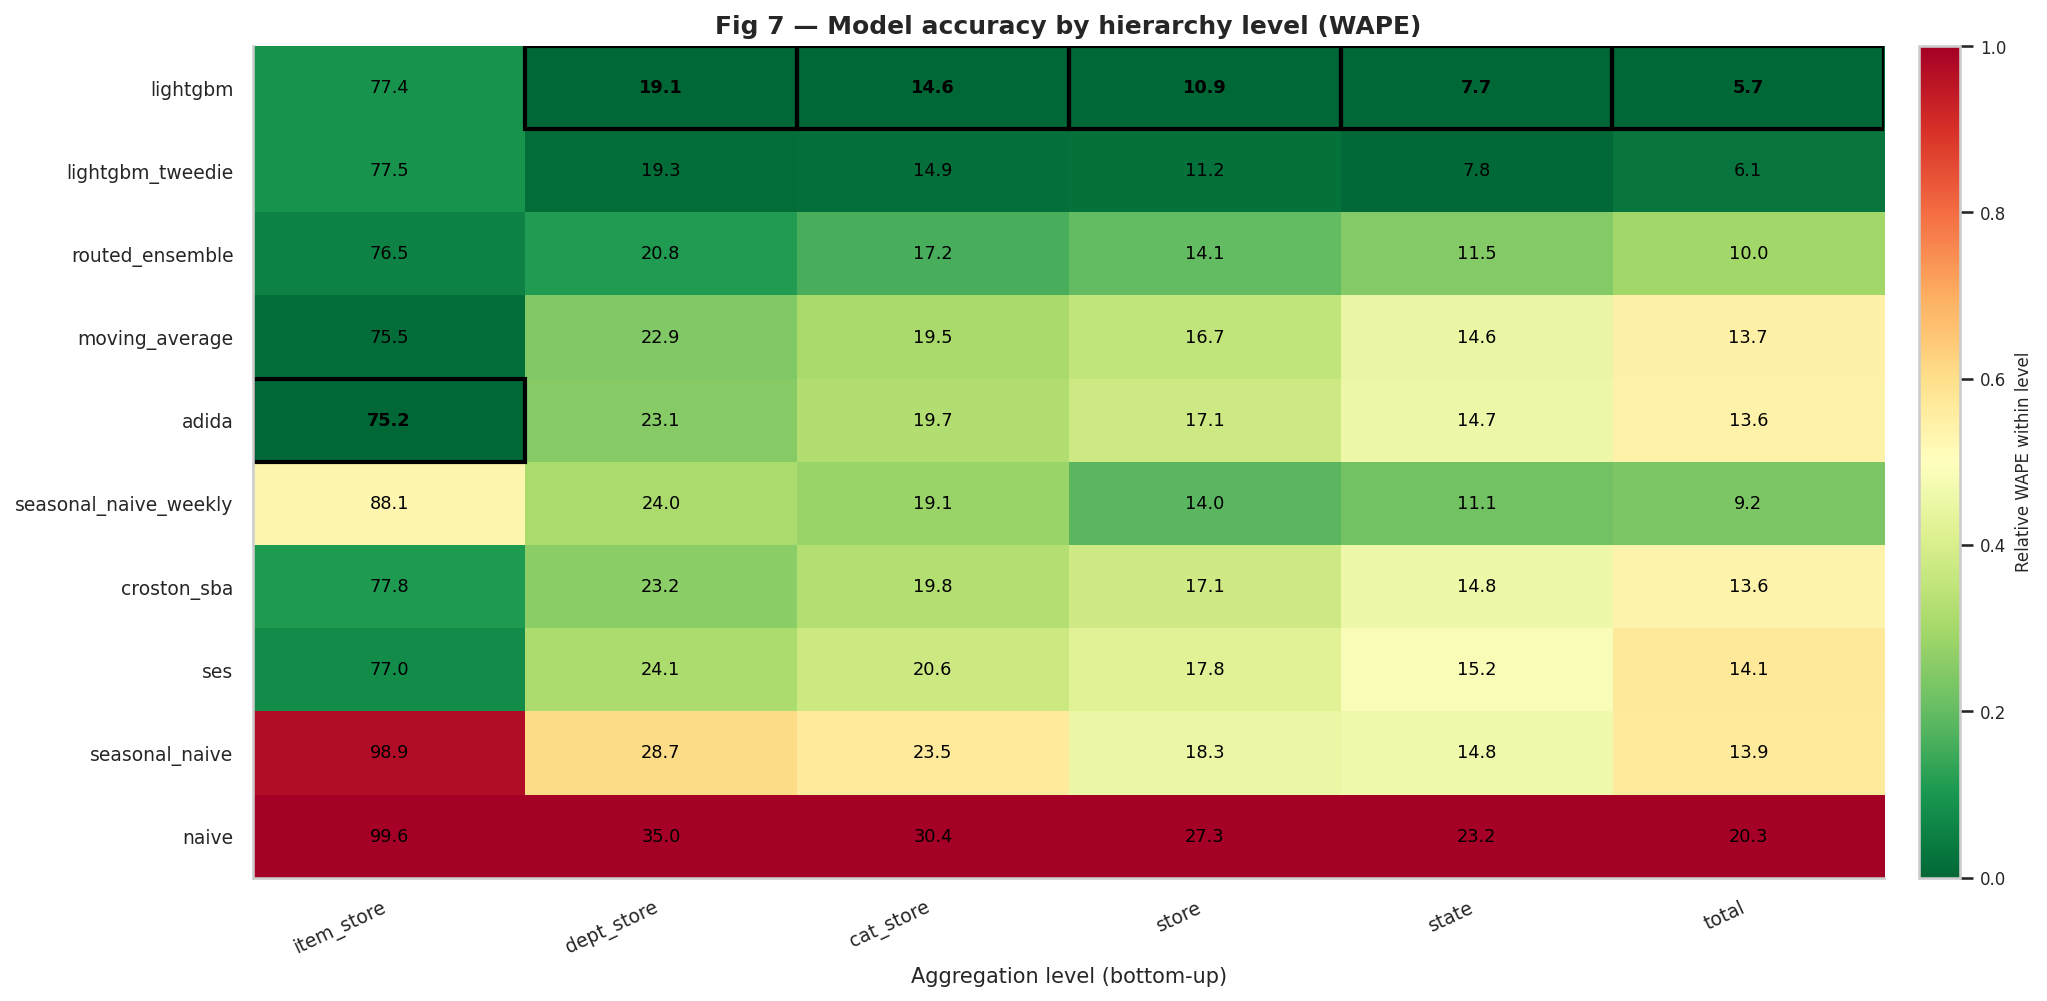 Fig 7 — Model accuracy by hierarchy level (WAPE)
lightgbm 77.4 19.1 14.6 10.9 7.7 5.7
lightgbm_tweedie 77.5 19.3 14.9 11.2 7.8 6.1
routed_ensemble 76.5 20.8 17.2 14.1 11.5 10.0
moving_average 75.5 22.9 19.5 16.7 14.6 13.7
adida 75.2 23.1 19.7 17.1 14.7 13.6
seasonal_naive_weekly 88.1 24.0 19.1 14.0 11.1 9.2
croston_sba 77.8 23.2 19.8 17.1 14.8 13.6
ses 77.0 24.1 20.6 17.8 15.2 14.1
seasonal_naive 98.9 28.7 23.5 18.3 14.8 13.9
naive 99.6 35.0 30.4 27.3 23.2 20.3
item_store dept_store cat_store store state total
Aggregation level (bottom-up)
1.0
0.8
0.6
0.4
0.2
0.0
Relative WAPE within level